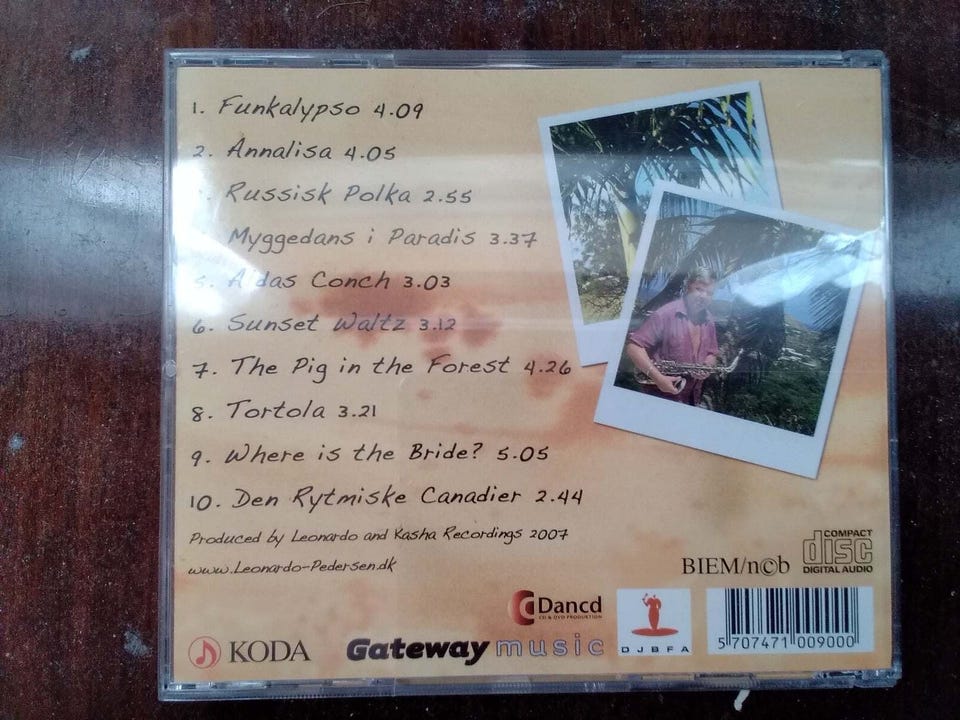 1. Funkalypso 4.09
2. Annalisa 4.05
Russisk Polka 2.55
Myggedans i Paradis 3.37
5. A'das Conch 3.03
6. Sunset Waltz 3.12
7. The Pig in the Forest 4.26
8. Tortola 3.21
9. Where is the Bride? 5.05
10. Den Rytmiske Canadier 2.44
Produced by Leonardo and Kasha Recordings 2007
www.Leonardo-Pedersen.dk
BIEM/n©b
COMPACT
disc
DIGITAL AUDIO
Dancd
CD & DVD PRODUKTION
KODA
Gateway music
DJBFA
5 707471 009000